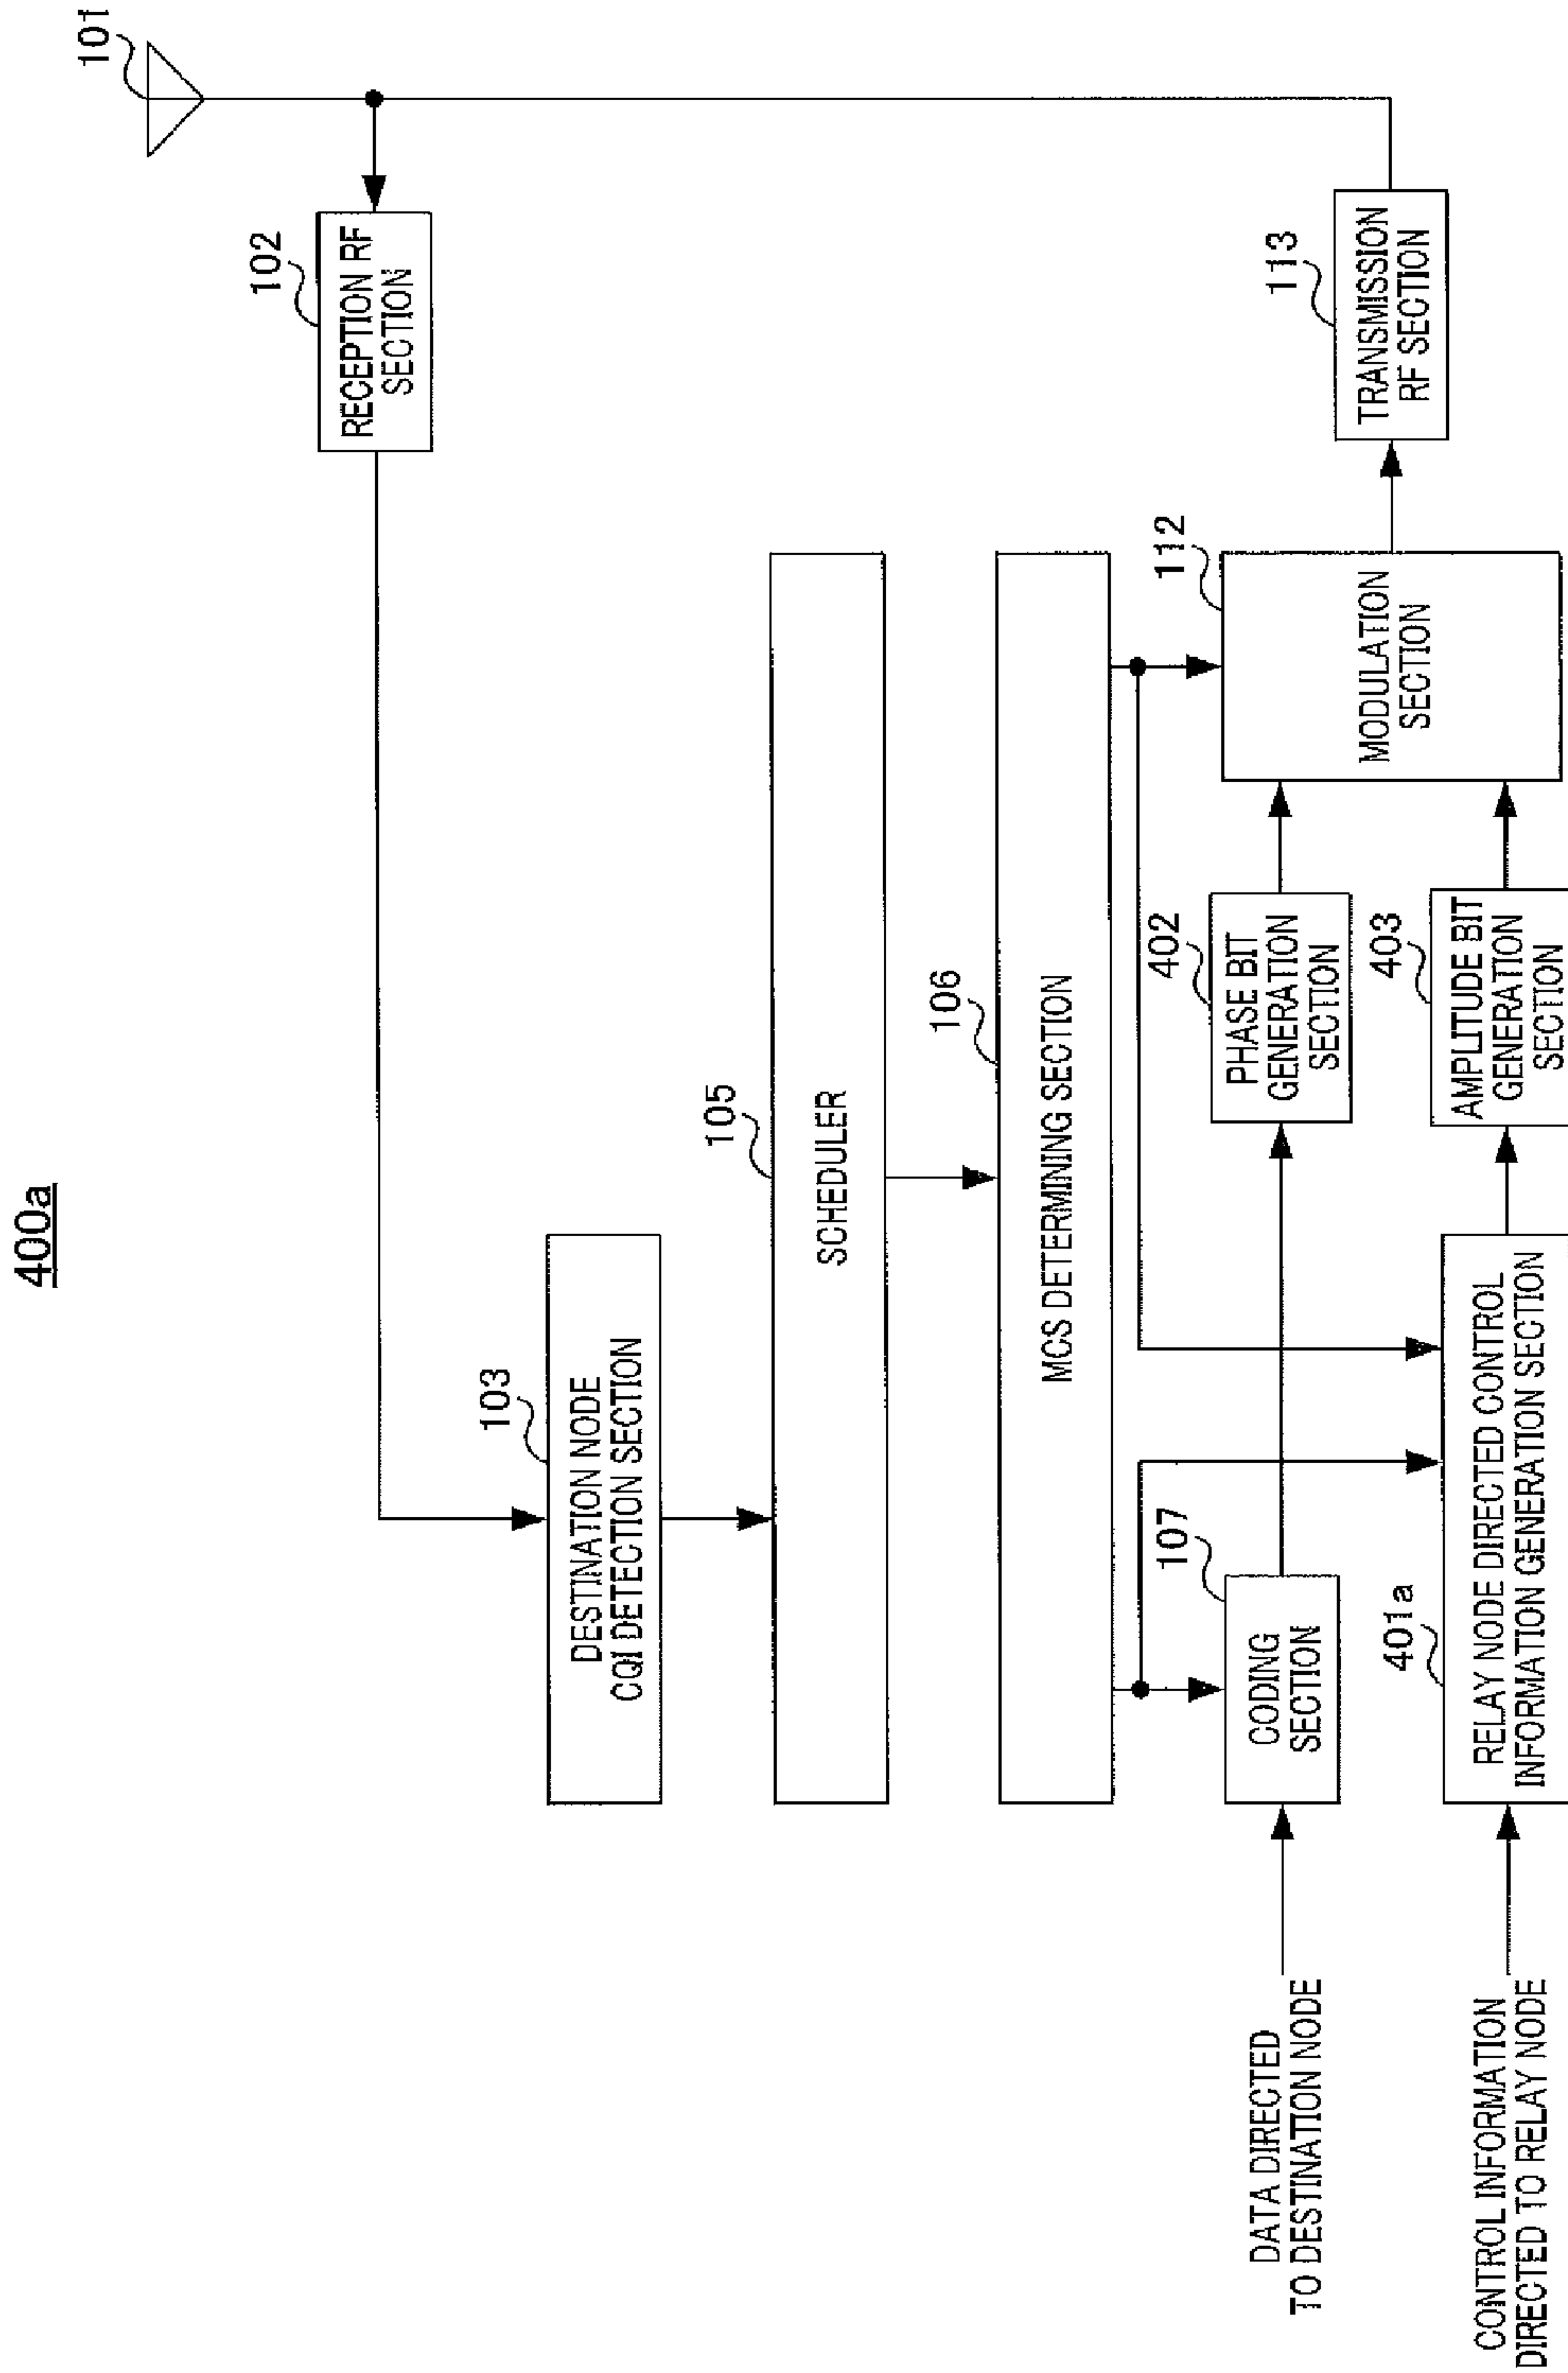 400a
101
102
RECEPTION RF
SECTION
103
DESTINATION NODE
CQI DETECTION SECTION
105
SCHEDULER
106
MCS DETERMINING SECTION
DATA DIRECTED
TO DESTINATION NODE
107
CODING
SECTION
402
PHASE BIT
GENERATION
SECTION
112
MODULATION
SECTION
113
TRANSMISSION
RF SECTION
CONTROL INFORMATION
DIRECTED TO RELAY NODE
401a
RELAY NODE DIRECTED CONTROL
INFORMATION GENERATION SECTION
403
AMPLITUDE BIT
GENERATION
SECTION